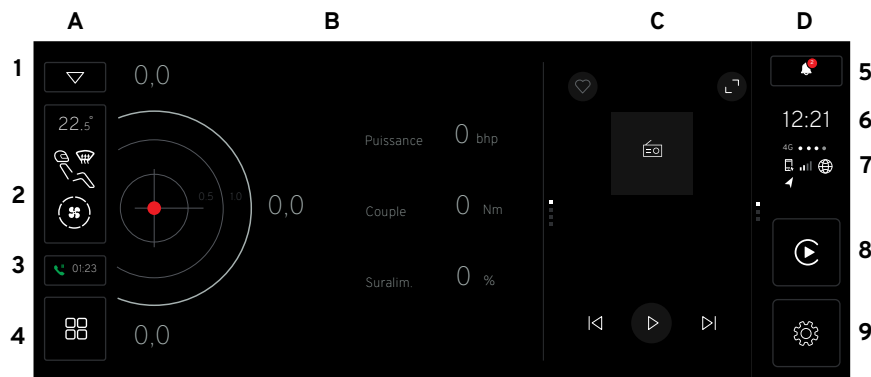 A B C D
1 0,0 5
22.5° 12:21 6
Puissance 0 bhp
4G 7
2 0.5 1.0 0,0 Couple 0 Nm
3 01:23 8
Suralim. 0 %
4 0,0 9
2